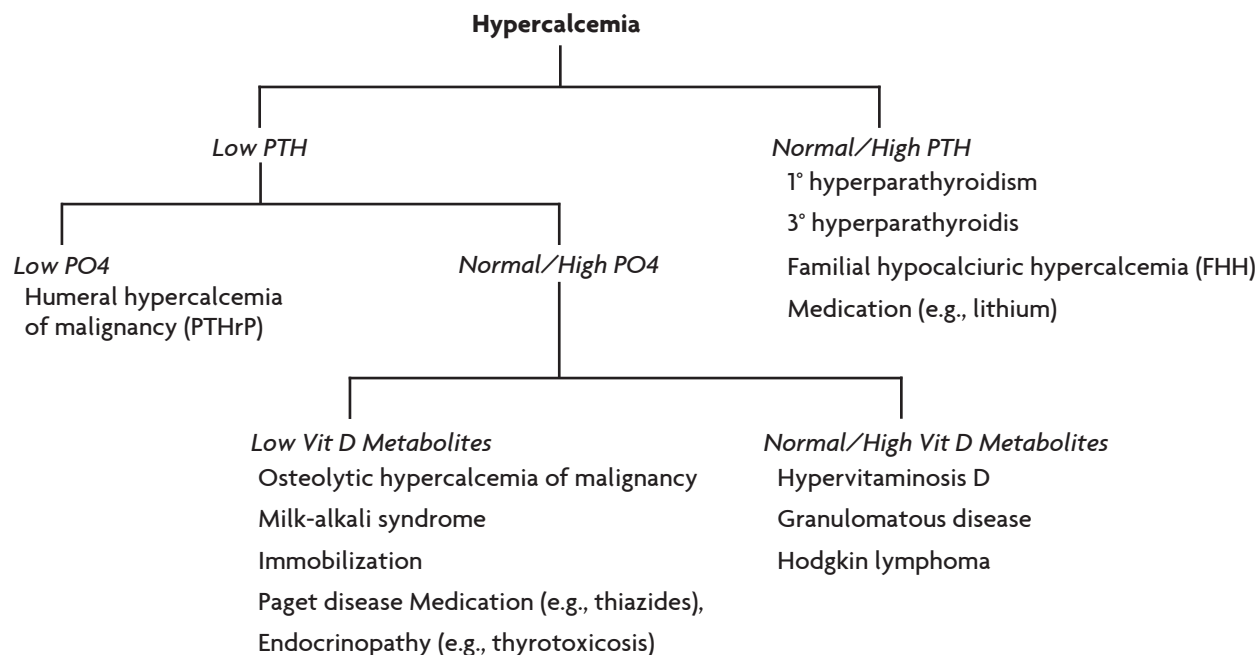 Hypercalcemia
Low PTH
Normal/High PTH
1° hyperparathyroidism
3° hyperparathyroidis
Familial hypocalciuric hypercalcemia (FHH)
Medication (e.g., lithium)
Low PO4
Humeral hypercalcemia
of malignancy (PTHrP)
Normal/High PO4
Low Vit D Metabolites
Osteolytic hypercalcemia of malignancy
Milk-alkali syndrome
Immobilization
Paget disease Medication (e.g., thiazides),
Endocrinopathy (e.g., thyrotoxicosis)
Normal/High Vit D Metabolites
Hypervitaminosis D
Granulomatous disease
Hodgkin lymphoma